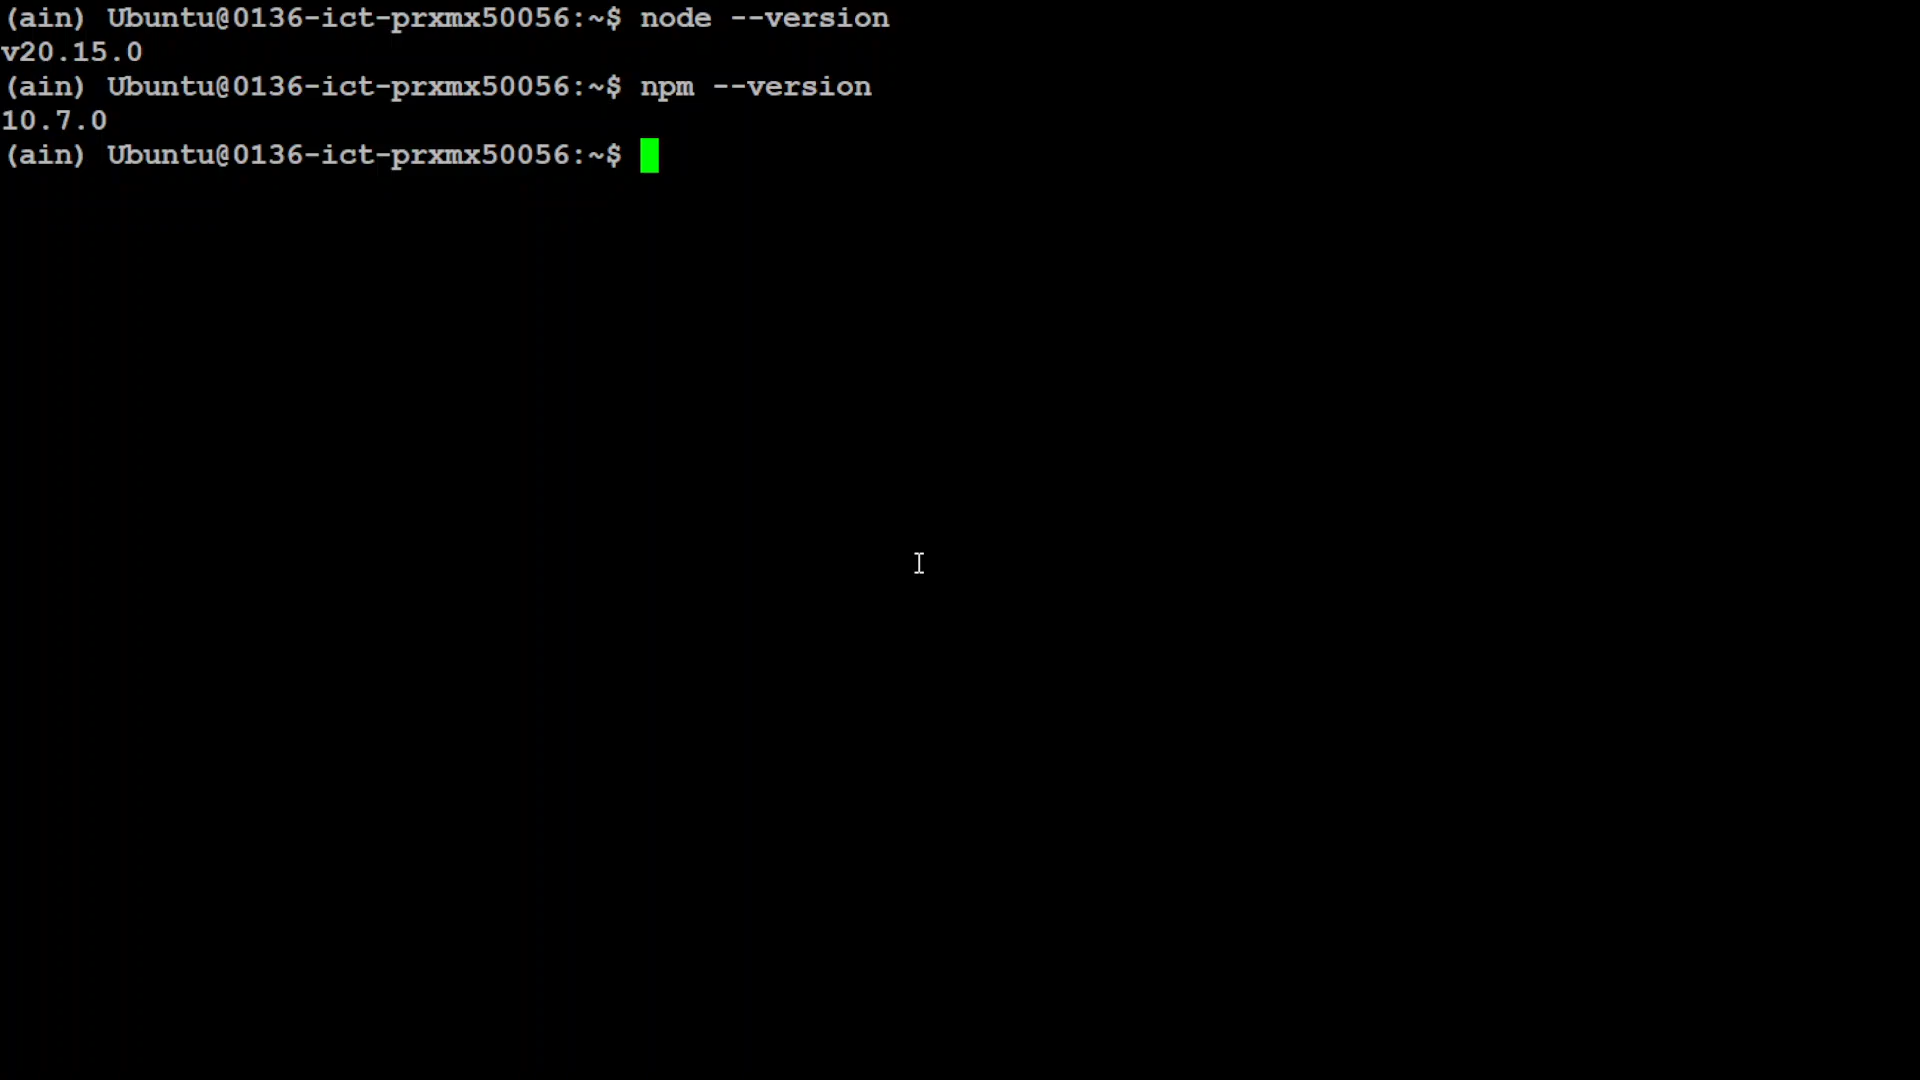 (ain) Ubuntu@0136-ict-prxmx50056:~$ node --version
v20.15.0
(ain) Ubuntu@0136-ict-prxmx50056:~$ npm --version
10.7.0
(ain) Ubuntu@0136-ict-prxmx50056:~$